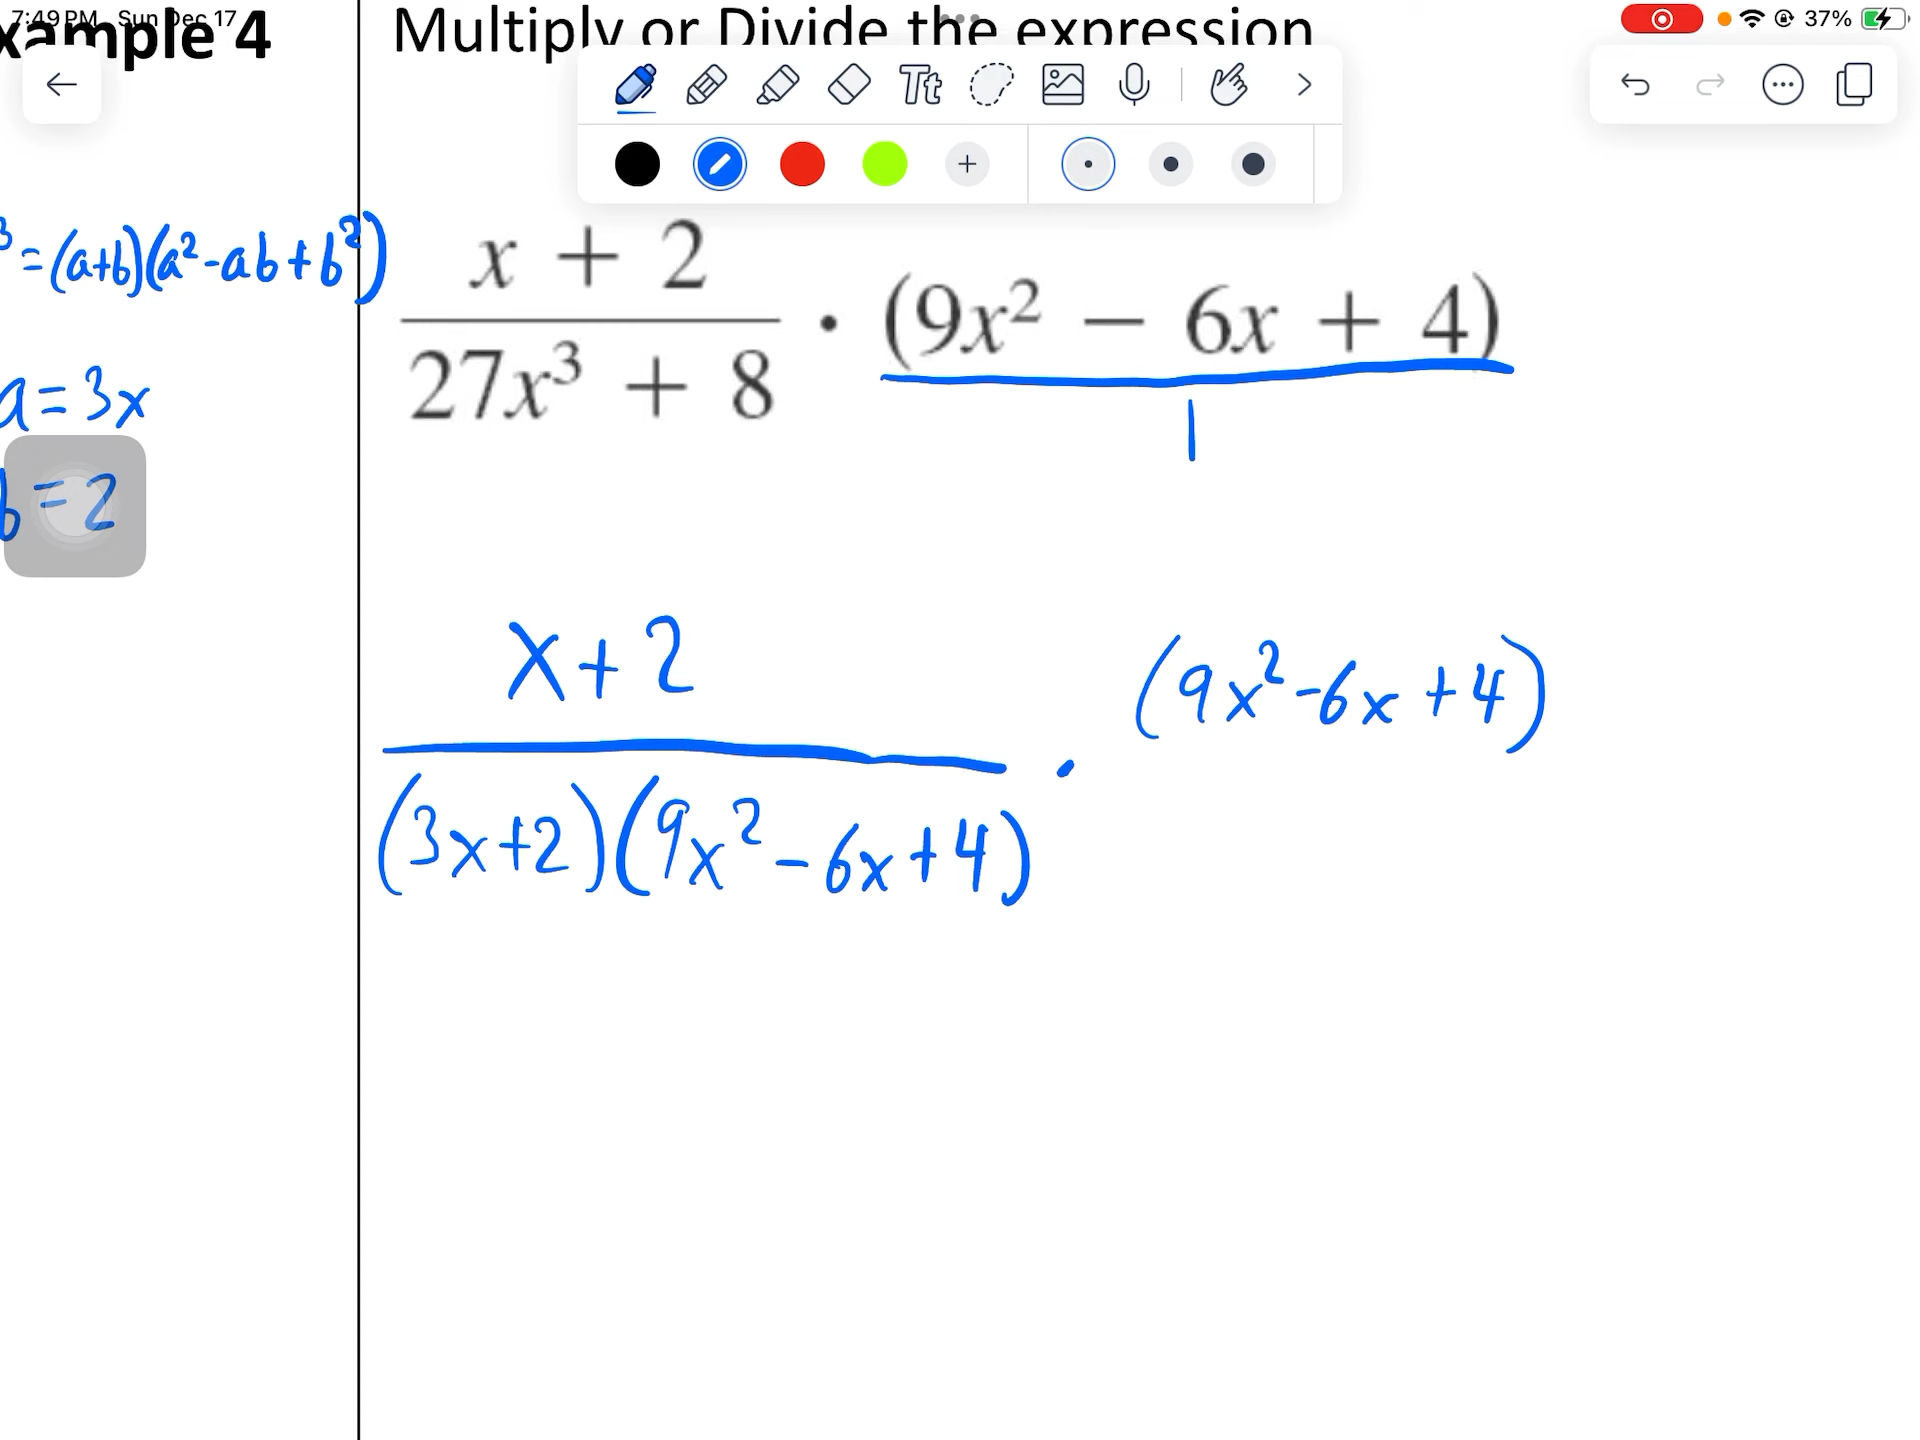 7:49 PM Sun Dec 17
37%
xample 4
Multiply or Divide the expression
Tt
³ = (a+b)(a² - ab + b²)
a = 3x
b = 2
x + 2
27x³ + 8
· (9x² − 6x + 4)
1
x + 2
(3x+2)(9x² - 6x + 4)
· (9x² - 6x + 4)